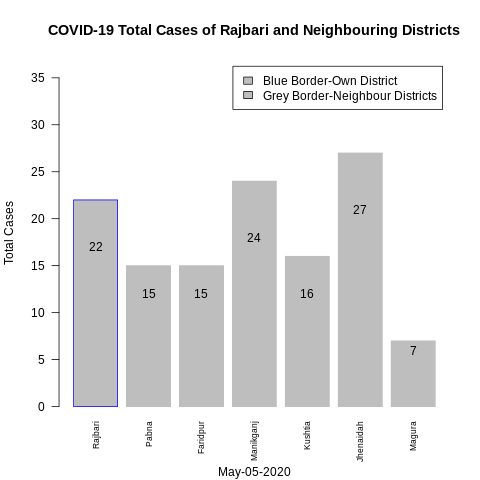 COVID-19 Total Cases of Rajbari and Neighbouring Districts
Blue Border-Own District
Grey Border-Neighbour Districts
Total Cases
35
30
25
20
15
10
5
0
22
15
15
24
16
27
7
Rajbari
Pabna
Faridpur
Manikganj
Kushtia
Jhenaidah
Magura
May-05-2020